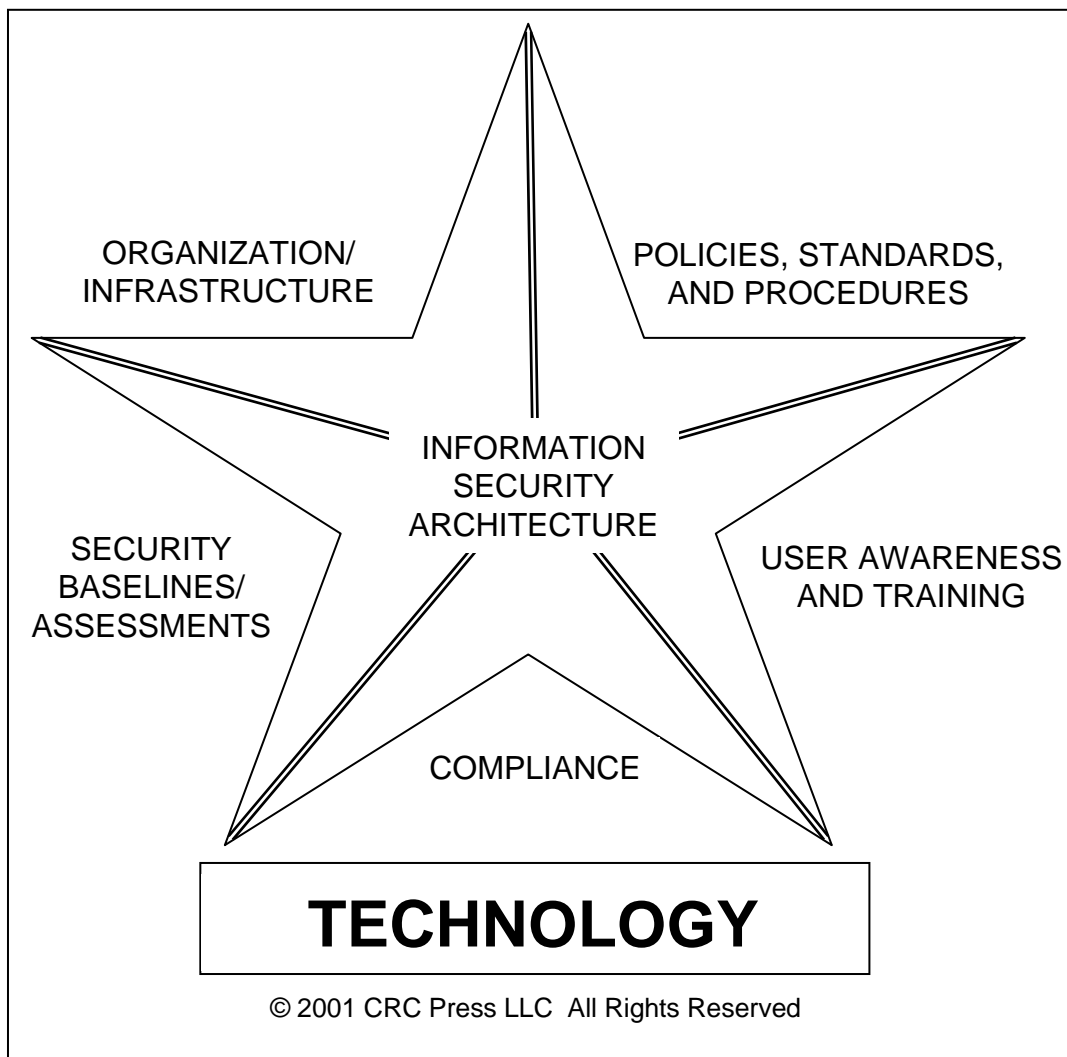 ORGANIZATION/
INFRASTRUCTURE
POLICIES, STANDARDS,
AND PROCEDURES
INFORMATION
SECURITY
ARCHITECTURE
SECURITY
BASELINES/
ASSESSMENTS
USER AWARENESS
AND TRAINING
COMPLIANCE
TECHNOLOGY
© 2001 CRC Press LLC  All Rights Reserved